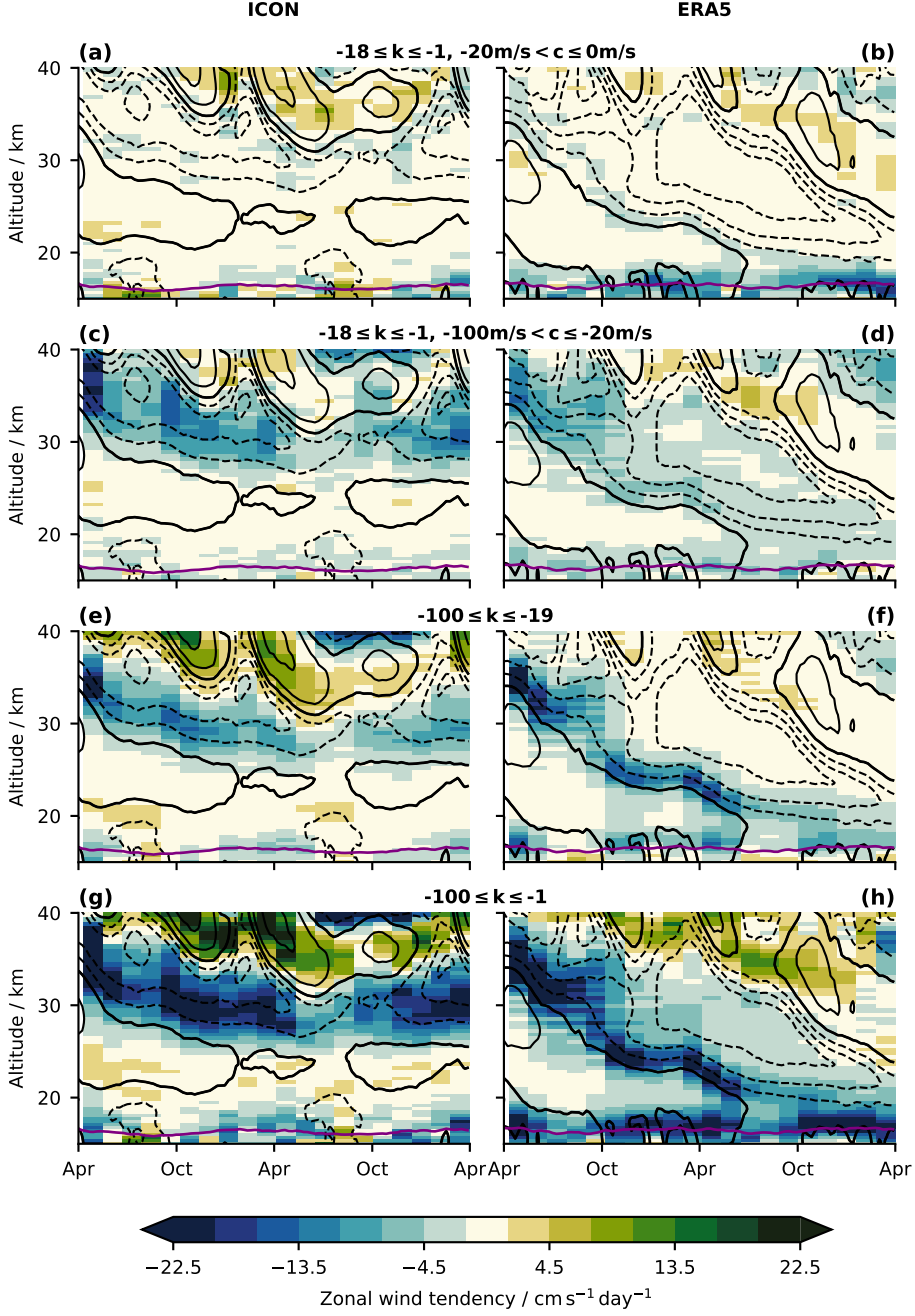 ICON ERA5
(a) -18 ≤ k ≤ -1, -20m/s < c ≤ 0m/s (b)
40
30
20
Altitude / km
(c) -18 ≤ k ≤ -1, -100m/s < c ≤ -20m/s (d)
40
30
20
Altitude / km
(e) -100 ≤ k ≤ -19 (f)
40
30
20
Altitude / km
(g) -100 ≤ k ≤ -1 (h)
40
30
20
Altitude / km
Apr Oct Apr Oct Apr Apr Oct Apr Oct Apr
−22.5 −13.5 −4.5 4.5 13.5 22.5
Zonal wind tendency / cm s⁻¹ day⁻¹